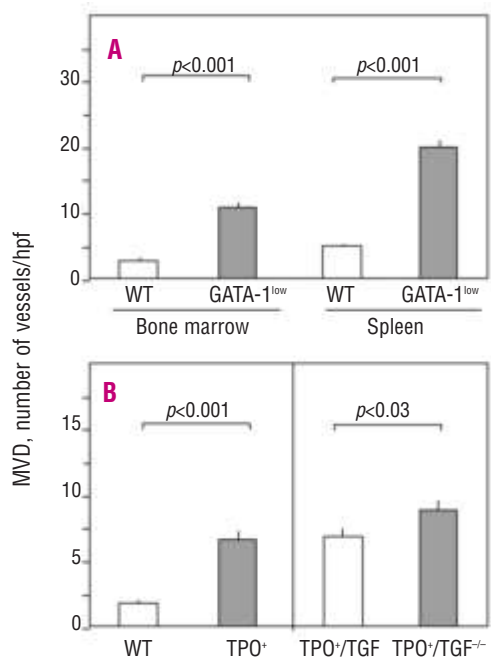 A
p<0.001 p<0.001
30
20
10
0
WT GATA-1low WT GATA-1low
Bone marrow Spleen
MVD, number of vessels/hpf
B
p<0.001 p<0.03
15
10
5
0
WT TPO+ TPO+/TGF TPO+/TGF−/−